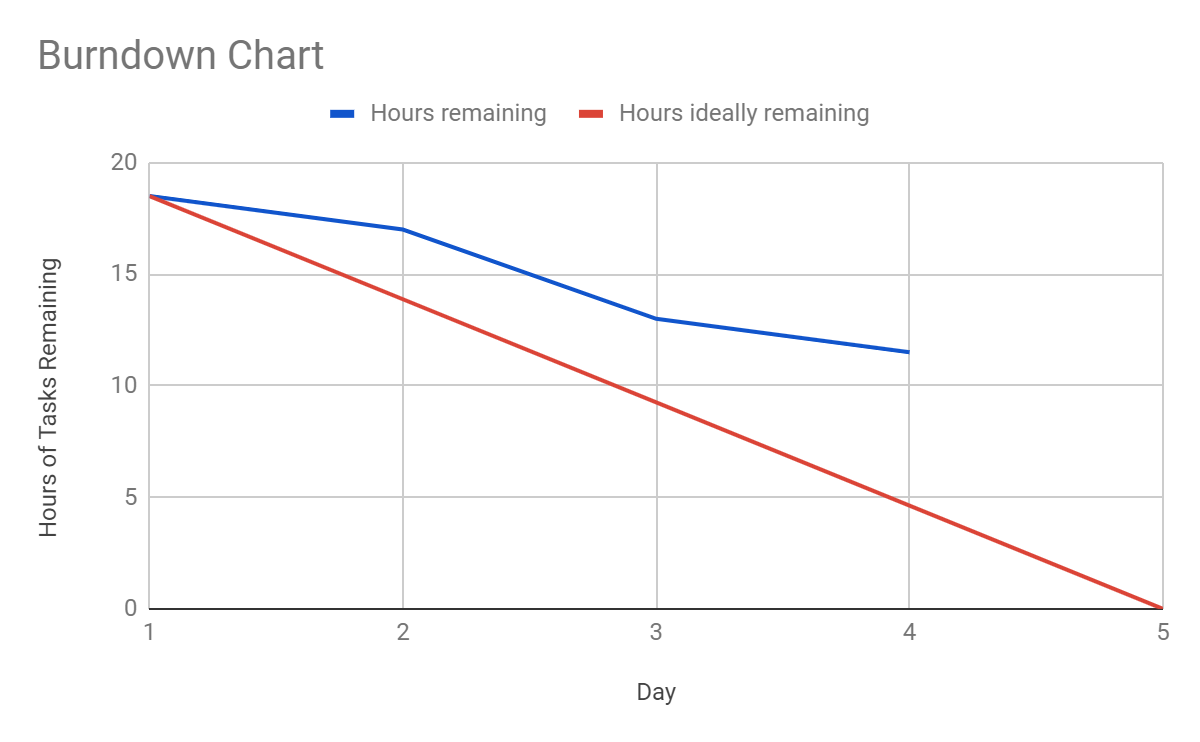 Burndown Chart
Hours remaining Hours ideally remaining
Hours of Tasks Remaining
20
15
10
5
0
1 2 3 4 5
Day